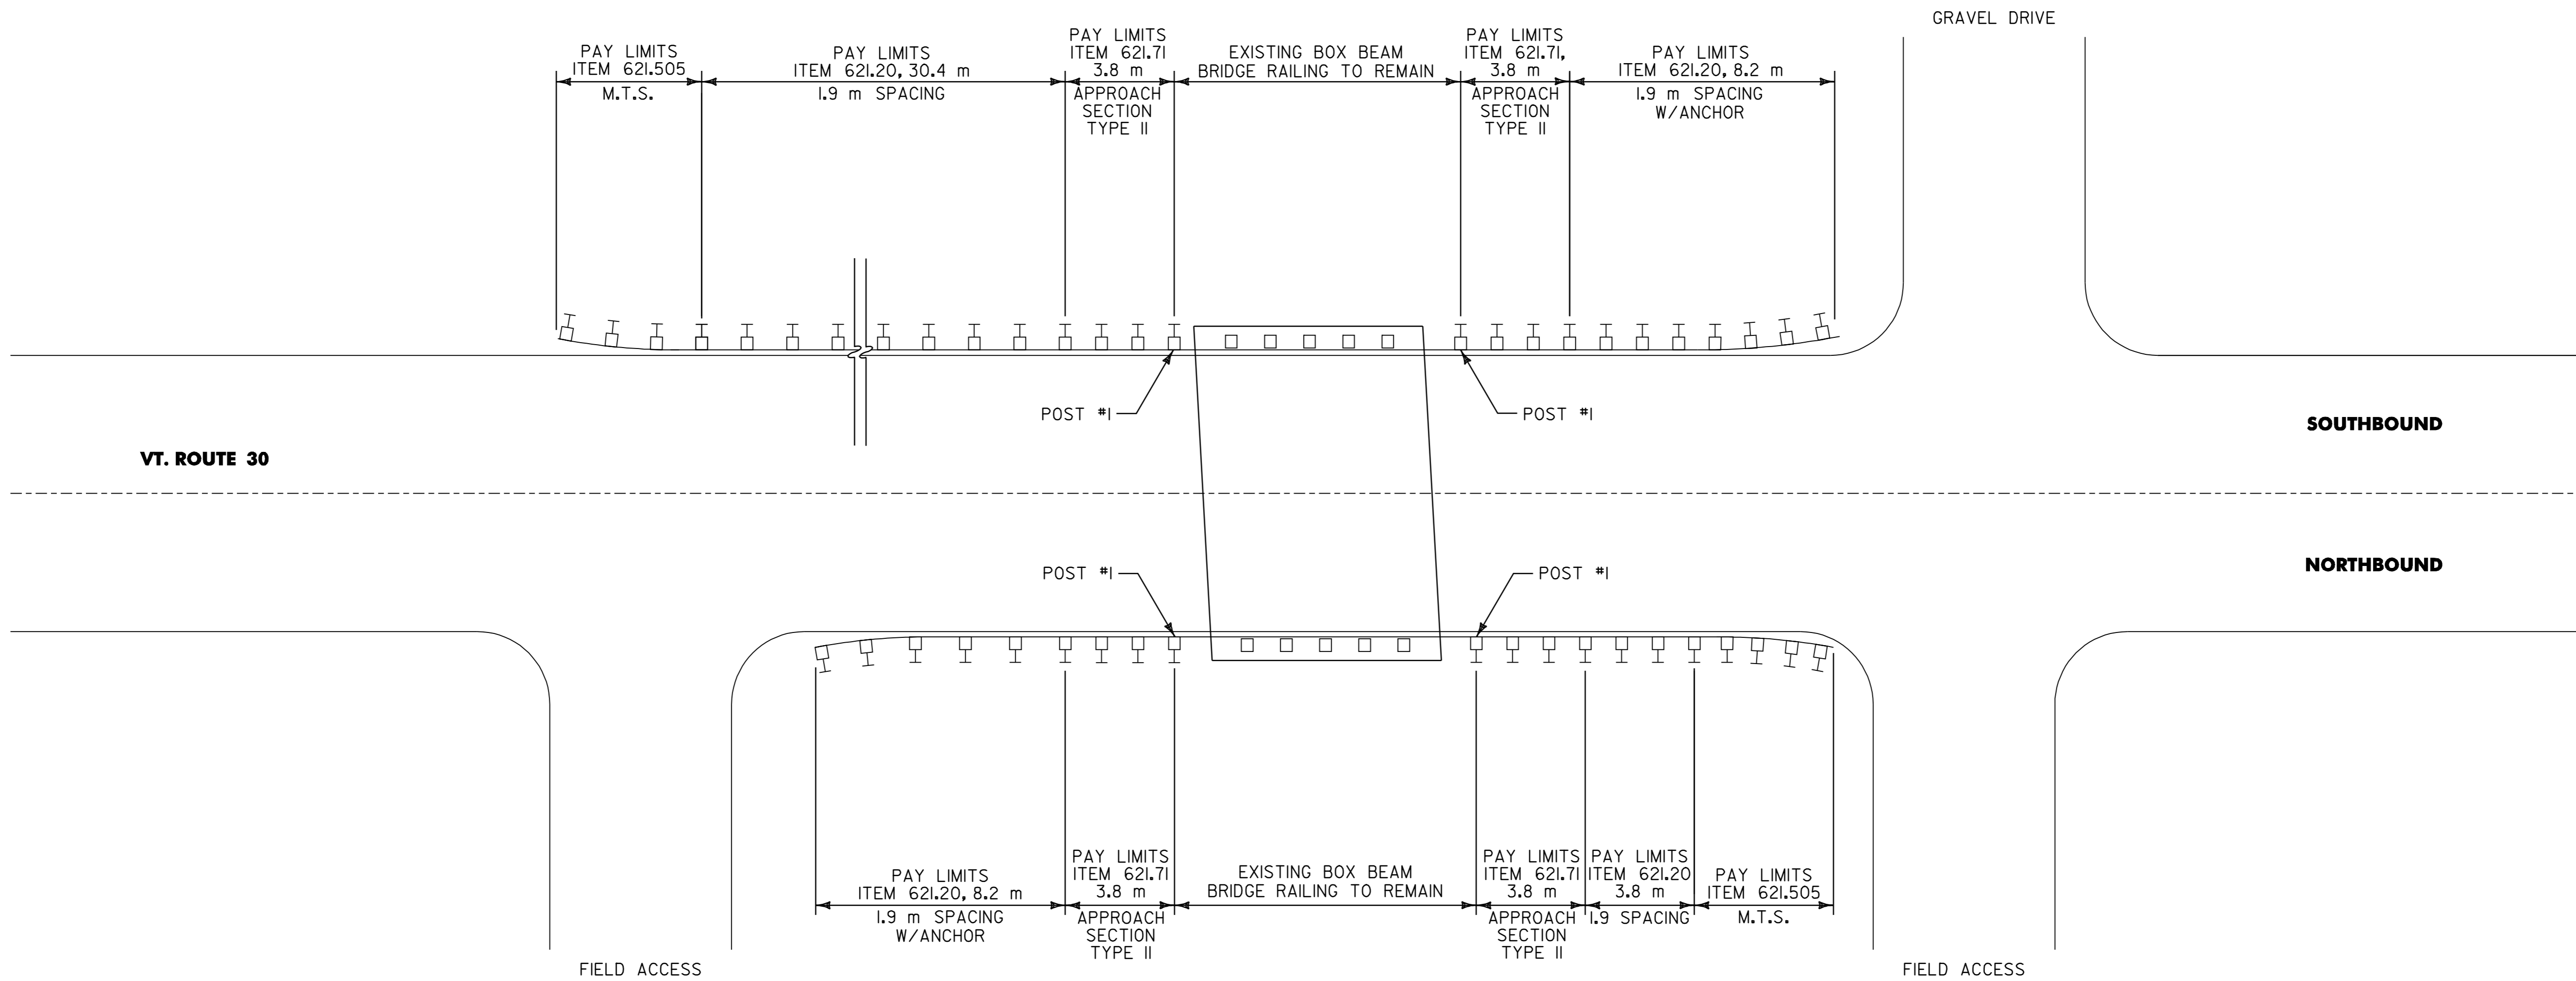 GRAVEL DRIVE
PAY LIMITS
ITEM 621.505
M.T.S.
PAY LIMITS
ITEM 621.20, 30.4 m
1.9 m SPACING
PAY LIMITS
ITEM 621.71
3.8 m
APPROACH
SECTION
TYPE II
EXISTING BOX BEAM
BRIDGE RAILING TO REMAIN
PAY LIMITS
ITEM 621.71,
3.8 m
APPROACH
SECTION
TYPE II
PAY LIMITS
ITEM 621.20, 8.2 m
1.9 m SPACING
W/ANCHOR
POST #1
POST #1
SOUTHBOUND
VT. ROUTE 30
NORTHBOUND
POST #1
POST #1
PAY LIMITS
ITEM 621.20, 8.2 m
1.9 m SPACING
W/ANCHOR
PAY LIMITS
ITEM 621.71
3.8 m
APPROACH
SECTION
TYPE II
EXISTING BOX BEAM
BRIDGE RAILING TO REMAIN
PAY LIMITS
ITEM 621.71
3.8 m
APPROACH
SECTION
TYPE II
PAY LIMITS
ITEM 621.20
3.8 m
1.9 SPACING
PAY LIMITS
ITEM 621.505
M.T.S.
FIELD ACCESS
FIELD ACCESS